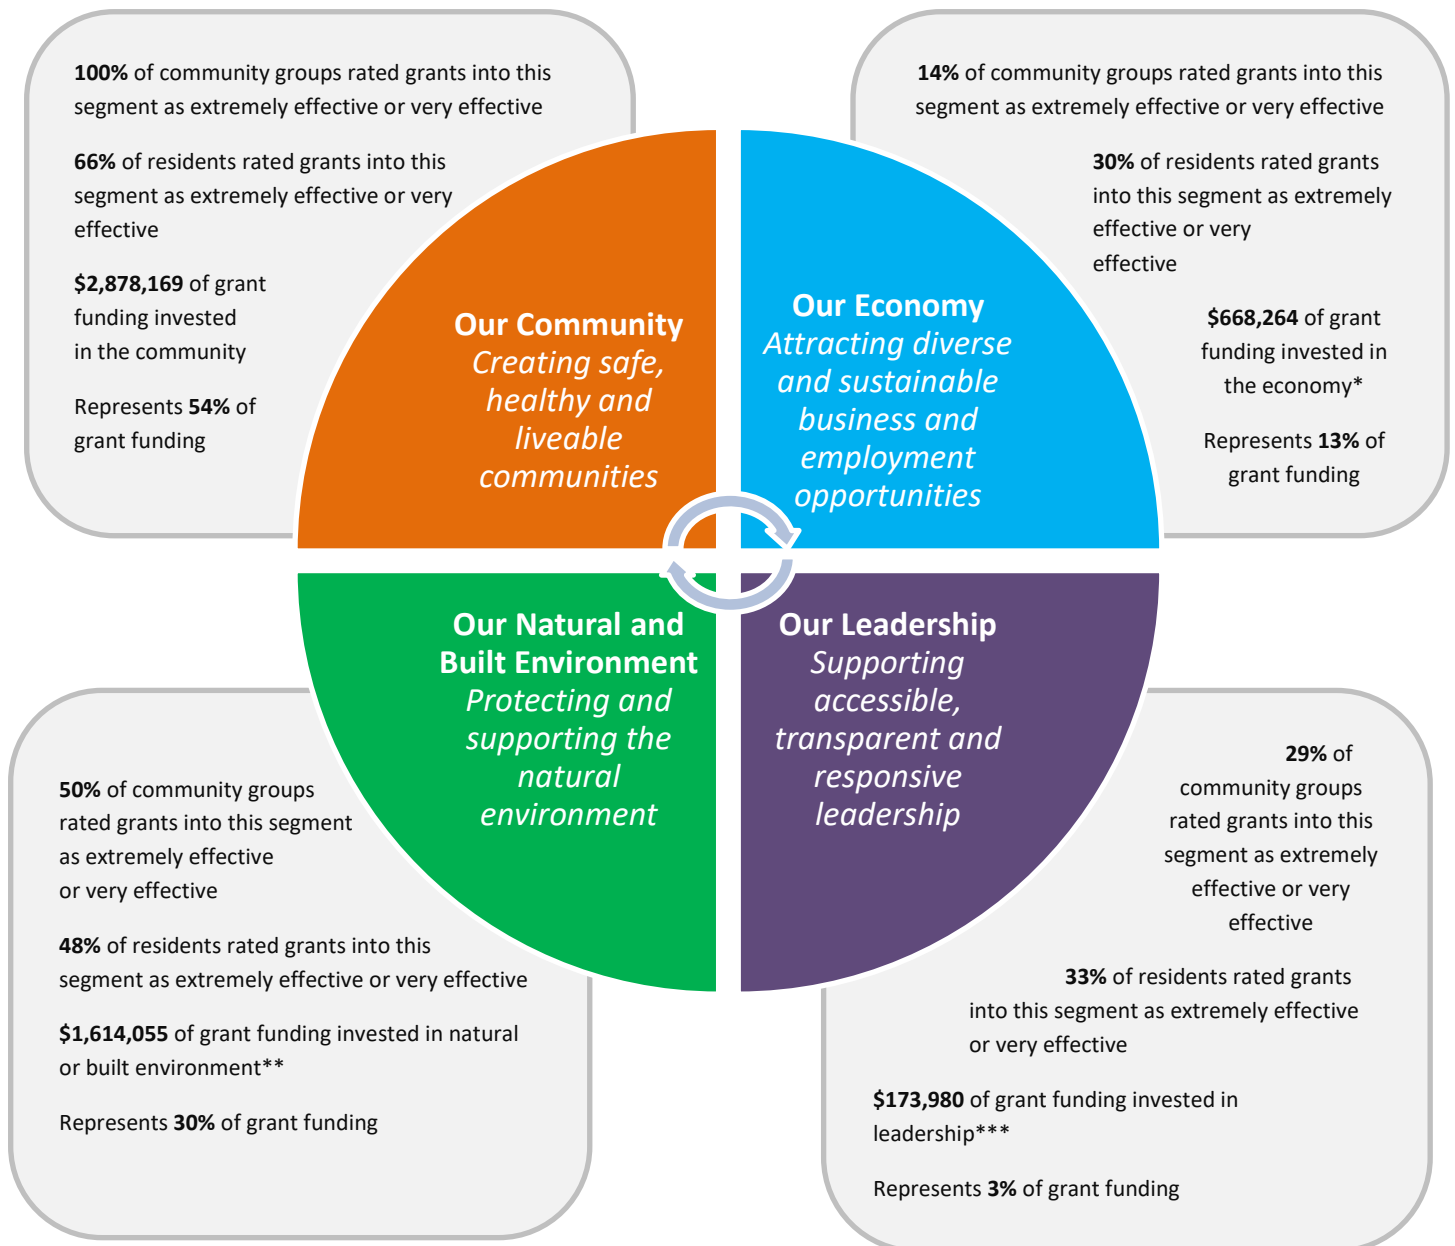 100% of community groups rated grants into this
segment as extremely effective or very effective
66% of residents rated grants into this
segment as extremely effective or very
effective
$2,878,169 of grant
funding invested
in the community
Represents 54% of
grant funding
14% of community groups rated grants into this
segment as extremely effective or very effective
30% of residents rated grants
into this segment as extremely
effective or very
effective
$668,264 of grant
funding invested in
the economy*
Represents 13% of
grant funding
Our Community
Creating safe,
healthy and
liveable
communities
Our Economy
Attracting diverse
and sustainable
business and
employment
opportunities
Our Natural and
Built Environment
Protecting and
supporting the
natural
environment
Our Leadership
Supporting
accessible,
transparent and
responsive
leadership
50% of community groups
rated grants into this segment
as extremely effective
or very effective
48% of residents rated grants into this
segment as extremely effective or very effective
$1,614,055 of grant funding invested in natural
or built environment**
Represents 30% of grant funding
29% of
community groups
rated grants into this
segment as extremely
effective or very
effective
33% of residents rated grants
into this segment as extremely effective
or very effective
$173,980 of grant funding invested in
leadership***
Represents 3% of grant funding